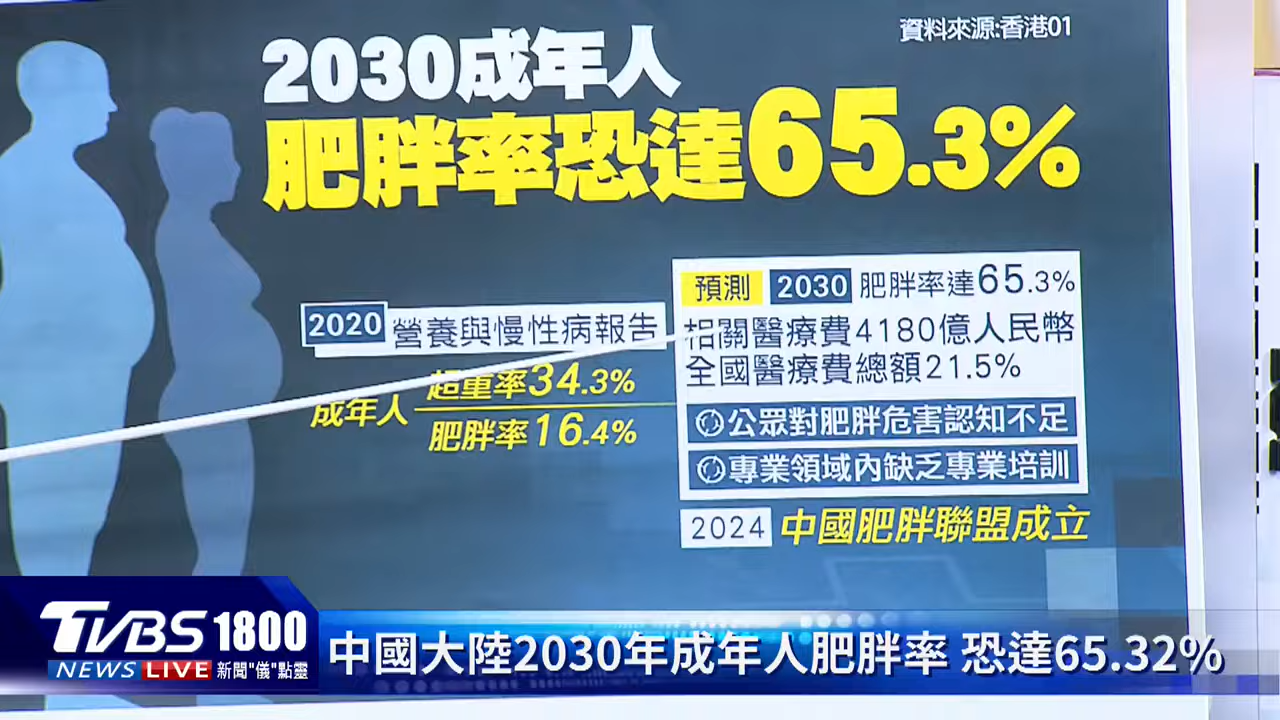 資料來源:香港01
2030成年人
肥胖率恐達65.3%
2020 營養與慢性病報告
成年人
超重率34.3%
肥胖率16.4%
預測 2030 肥胖率達65.3%
相關醫療費4180億人民幣
全國醫療費總額21.5%
公眾對肥胖危害認知不足
專業領域內缺乏專業培訓
2024 中國肥胖聯盟成立
TVBS 1800
NEWS LIVE 新聞"儀"點靈
中國大陸2030年成年人肥胖率 恐達65.32%